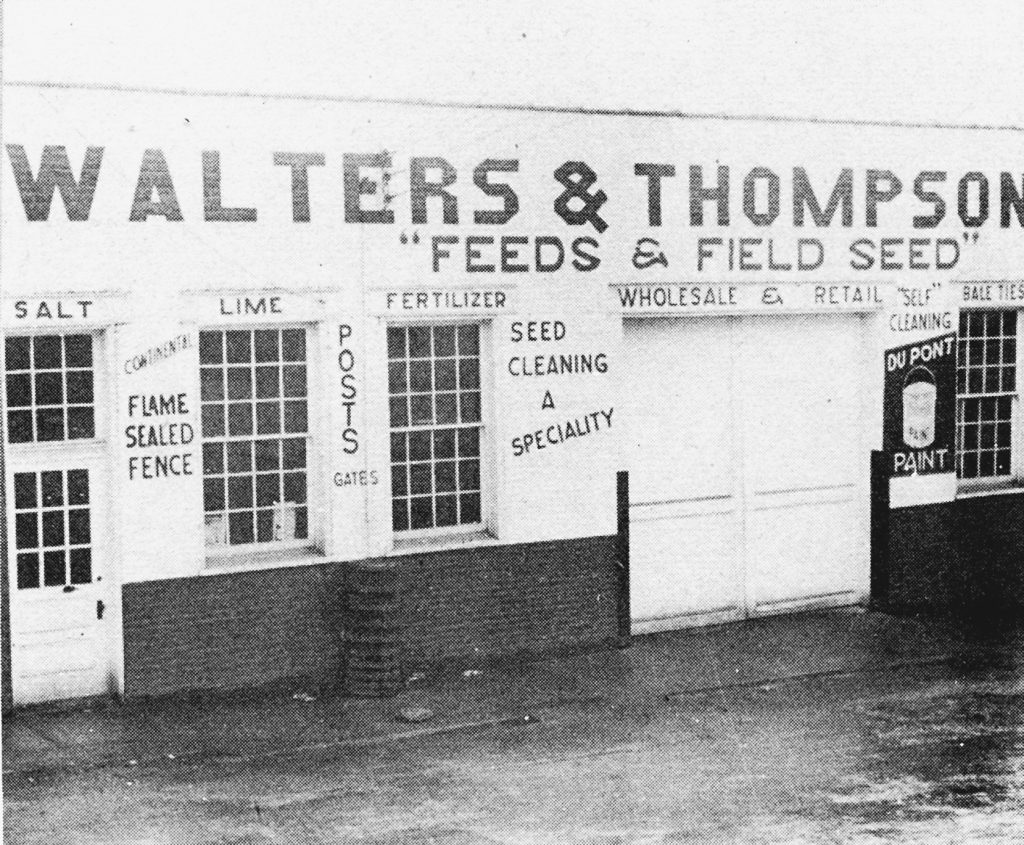 WALTERS & THOMPSON
"FEEDS & FIELD SEED"
SALT
LIME
FERTILIZER
WHOLESALE & RETAIL
"SELF"
CLEANING
BALE TIES
CONTINENTAL
FLAME
SEALED
FENCE
POSTS
GATES
SEED
CLEANING
A
SPECIALITY
DU PONT
PAINT